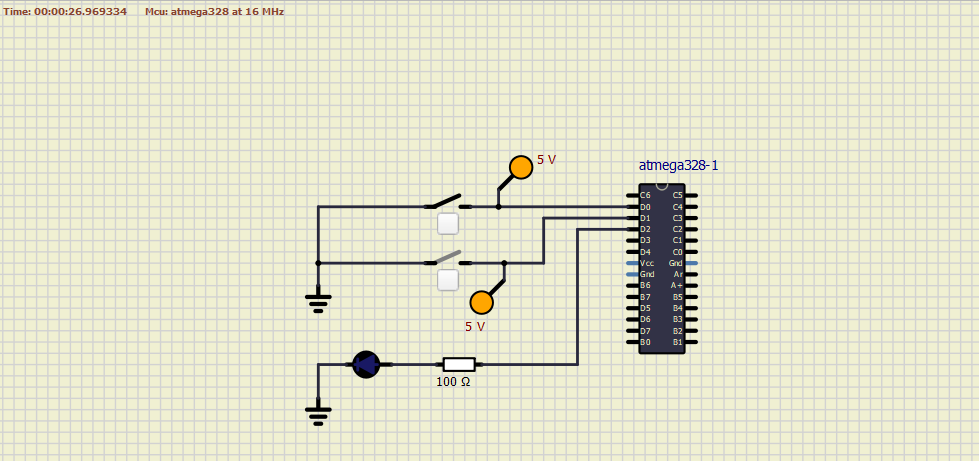 Time: 00:00:26.969334 Mcu: atmega328 at 16 MHz
5 V
atmega328-1
C6 C5
D0 C4
D1 C3
D2 C2
D3 C1
D4 C0
Vcc Gnd
Gnd Ar
B6 A+
B7 B5
D5 B4
D6 B3
D7 B2
B0 B1
5 V
100 Ω